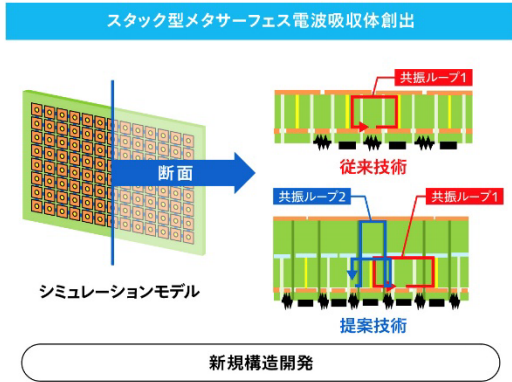 スタック型メタサーフェス電波吸収体創出
共振ループ1
断面
従来技術
共振ループ2
共振ループ1
シミュレーションモデル
提案技術
新規構造開発